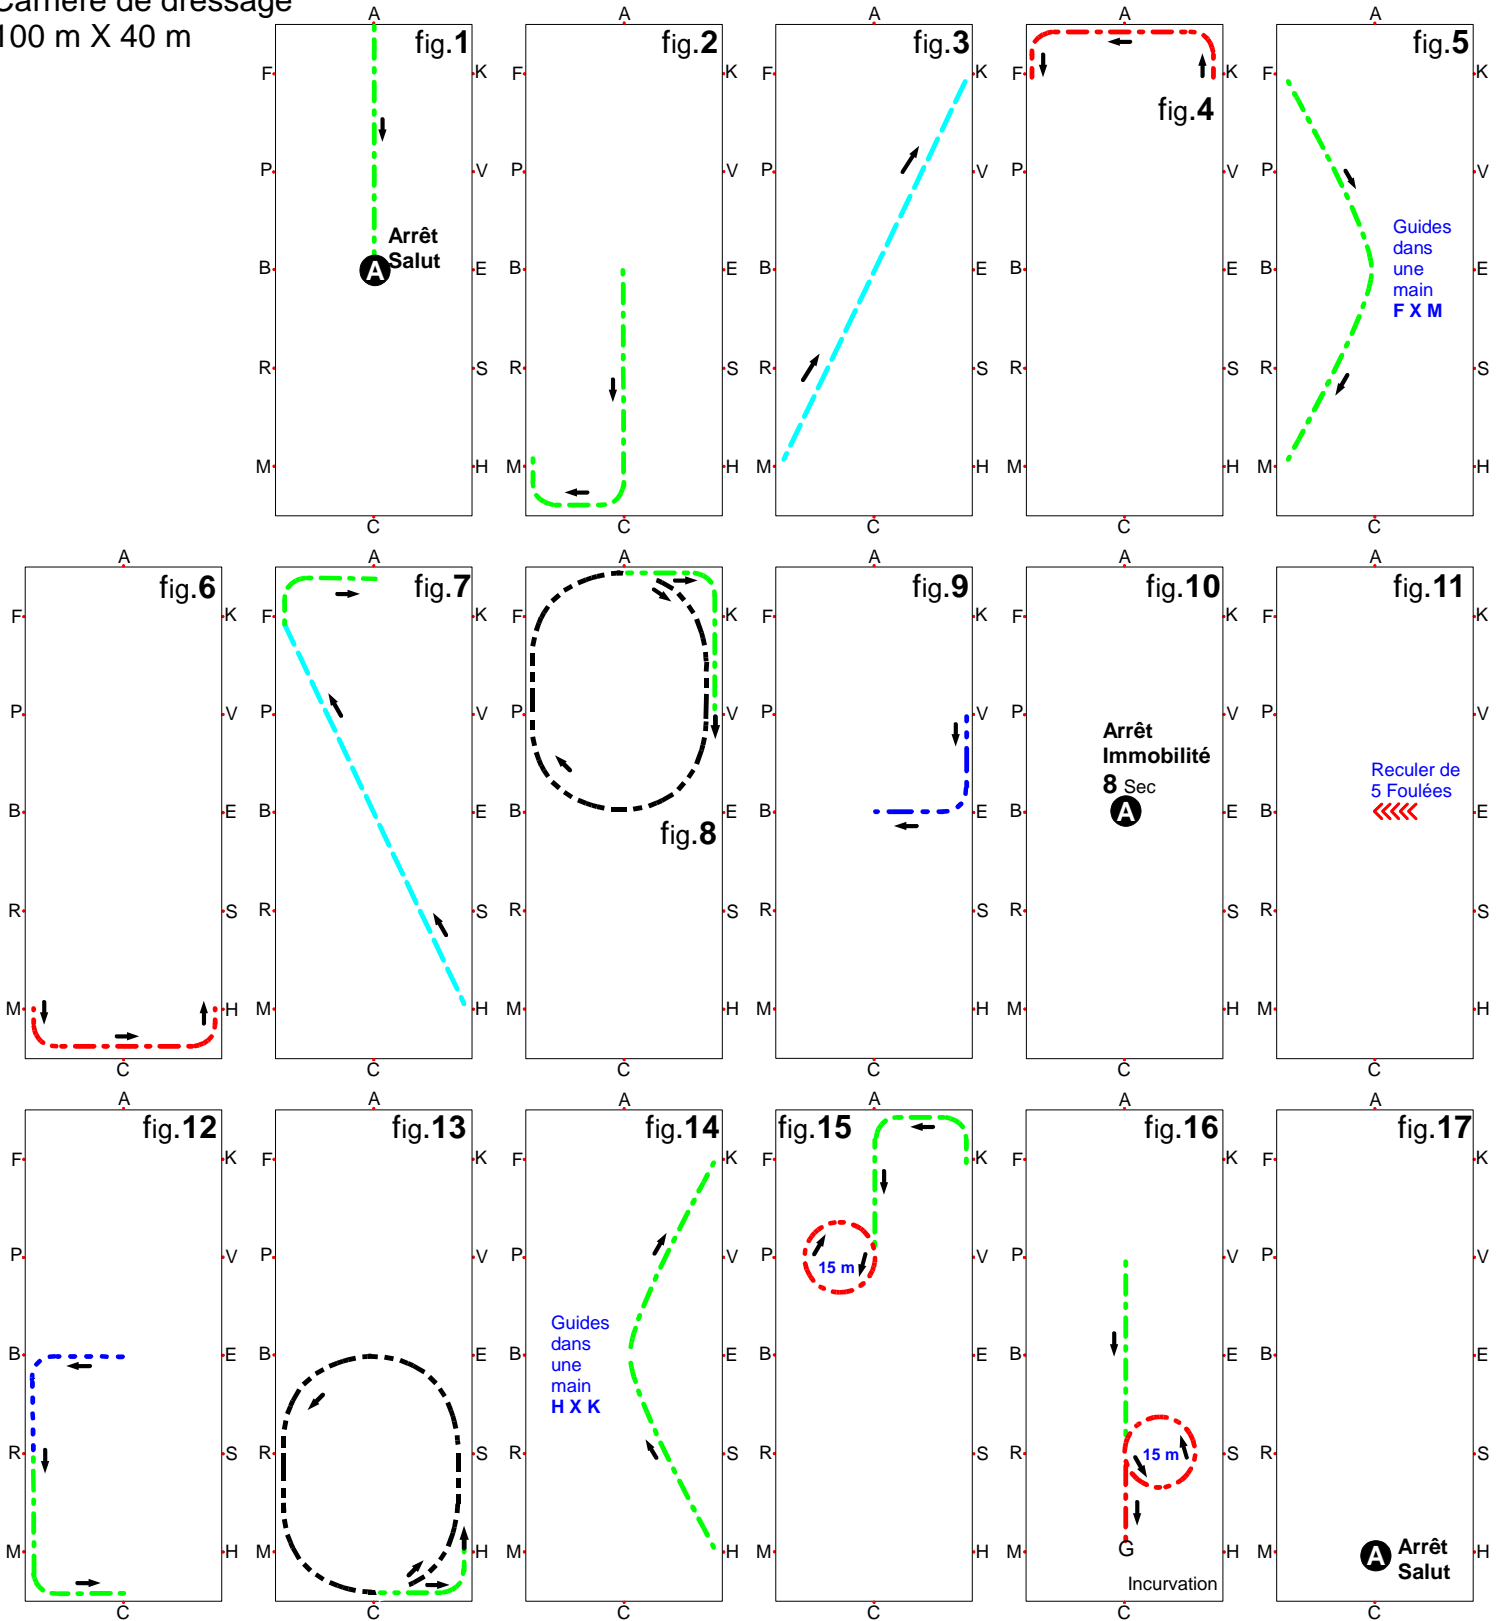 Carrière de dressage
100 m X 40 m
A
fig.1
F K
P V
Arrêt
Salut
B A E
R S
M H
C
A
fig.2
F K
P V
B E
R S
M H
C
A
fig.3
F K
P V
B E
R S
M H
C
A
F K
fig.4
P V
B E
R S
M H
C
A
fig.5
F K
P V
Guides
dans
B une E
main
F X M
R S
M H
C
A
fig.6
F K
P V
B E
R S
M H
C
A
fig.7
F K
P V
B E
R S
M H
C
A
F K
P V
B E
fig.8
R S
M H
C
A
fig.9
F K
P V
B E
R S
M H
C
A
fig.10
F K
P V
Arrêt
Immobilité
8 Sec
B A E
R S
M H
C
A
fig.11
F K
P V
Reculer de
5 Foulées
B E
R S
M H
C
A
fig.12
F K
P V
B E
R S
M H
C
A
fig.13
F K
P V
B E
R S
M H
C
A
fig.14
F K
P V
Guides
dans
B une E
main
H X K
R S
M H
C
A
fig.15
F K
P 15 m V
B E
R S
M H
C
A
fig.16
F K
P V
B E
R 15 m S
M G H
Incurvation
C
A
fig.17
F K
P V
B E
R S
M A Arrêt H
Salut
C